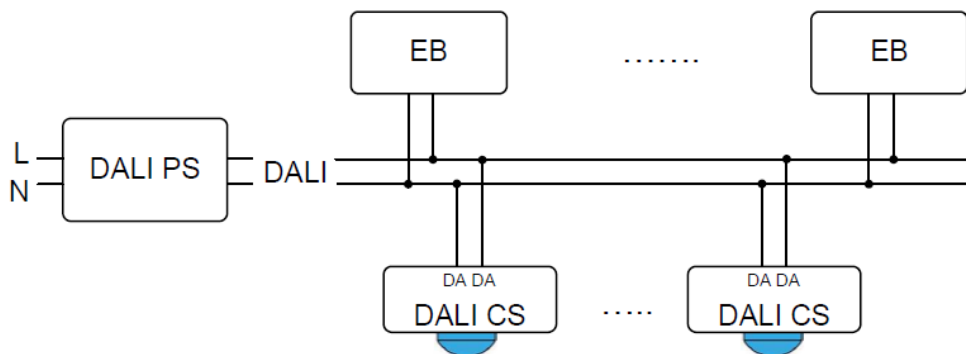 EB
.......
EB
L
DALI PS
DALI
N
DA DA
DALI CS
.....
DA DA
DALI CS